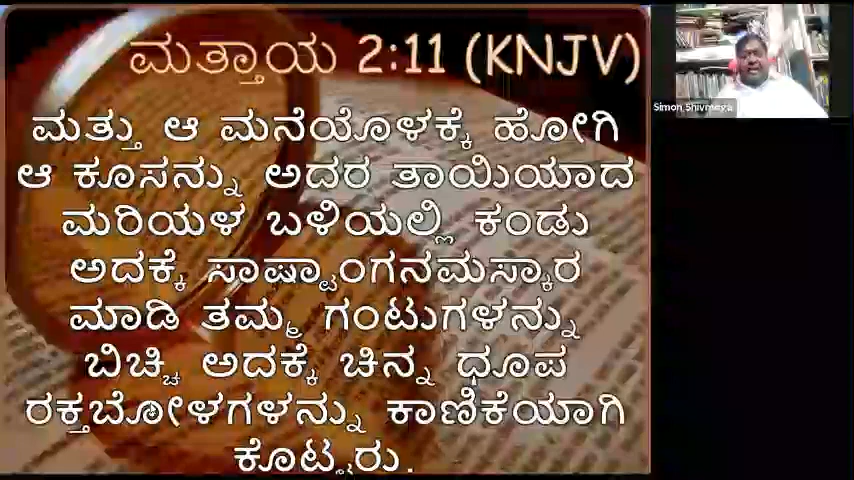 ಮತ್ತಾಯ 2:11 (KNJV)
ಮತ್ತು ಆ ಮನೆಯೊಳಕ್ಕೆ ಹೋಗಿ
ಆ ಕೂಸನ್ನು ಅದರ ತಾಯಿಯಾದ
ಮರಿಯಳ ಬಳಿಯಲ್ಲಿ ಕಂಡು
ಅದಕ್ಕೆ ಸಾಷ್ಟಾಂಗನಮಸ್ಕಾರ
ಮಾಡಿ ತಮ್ಮ ಗಂಟುಗಳನ್ನು
ಬಿಚ್ಚಿ ಅದಕ್ಕೆ ಚಿನ್ನ ಧೂಪ
ರಕ್ತಬೋಳಗಳನ್ನು ಕಾಣಿಕೆಯಾಗಿ
ಕೊಟ್ಟರು.
Simon Shivmega